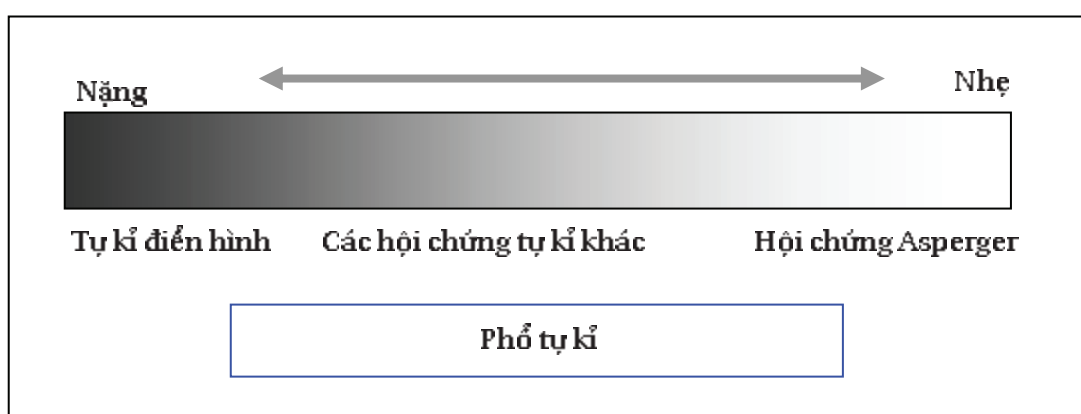 Nặng
Nhẹ
Tự kỉ điển hình
Các hội chứng tự kỉ khác
Hội chứng Asperger
Phổ tự kỉ